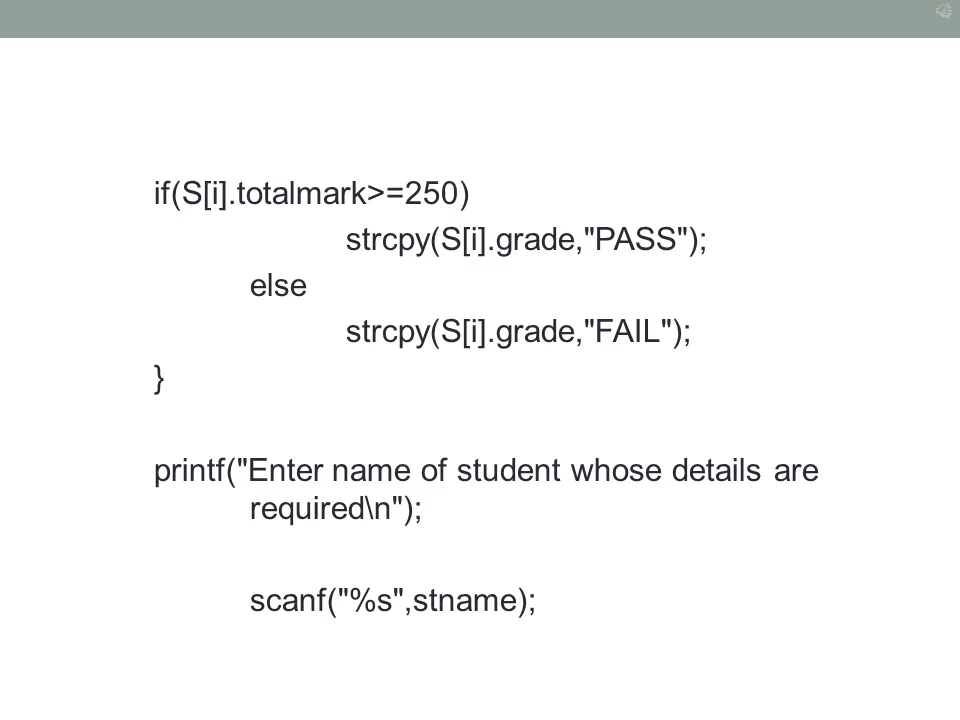 if(S[i].totalmark>=250)
strcpy(S[i].grade,"PASS");
else
strcpy(S[i].grade,"FAIL");
}
printf("Enter name of student whose details are
required\n");
scanf("%s",stname);